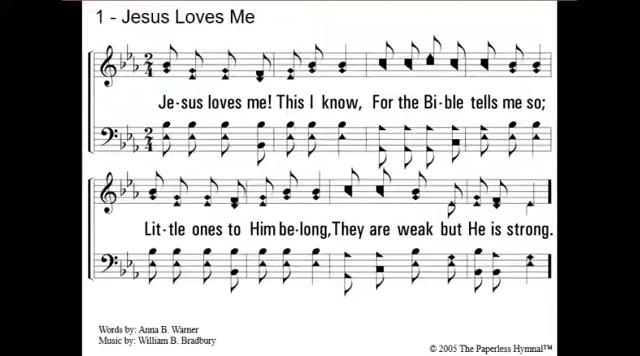 1 - Jesus Loves Me
Je-sus loves me! This I know, For the Bi-ble tells me so;
Lit-tle ones to Him be-long, They are weak but He is strong.
Words by: Anna B. Warner
Music by: William B. Bradbury
© 2005 The Paperless Hymnal™